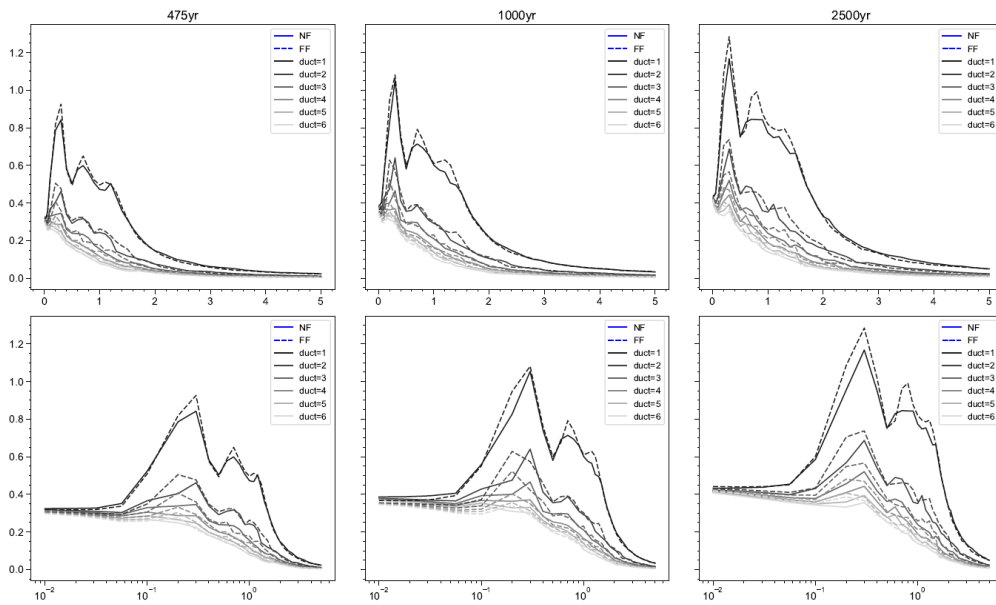 475yr
1000yr
2500yr
NF
FF
duct=1
duct=2
duct=3
duct=4
duct=5
duct=6
NF
FF
duct=1
duct=2
duct=3
duct=4
duct=5
duct=6
NF
FF
duct=1
duct=2
duct=3
duct=4
duct=5
duct=6
1.2
1.0
0.8
0.6
0.4
0.2
0.0
0 1 2 3 4 5
0 1 2 3 4 5
0 1 2 3 4 5
NF
FF
duct=1
duct=2
duct=3
duct=4
duct=5
duct=6
NF
FF
duct=1
duct=2
duct=3
duct=4
duct=5
duct=6
NF
FF
duct=1
duct=2
duct=3
duct=4
duct=5
duct=6
1.2
1.0
0.8
0.6
0.4
0.2
0.0
10⁻² 10⁻¹ 10⁰
10⁻² 10⁻¹ 10⁰
10⁻² 10⁻¹ 10⁰